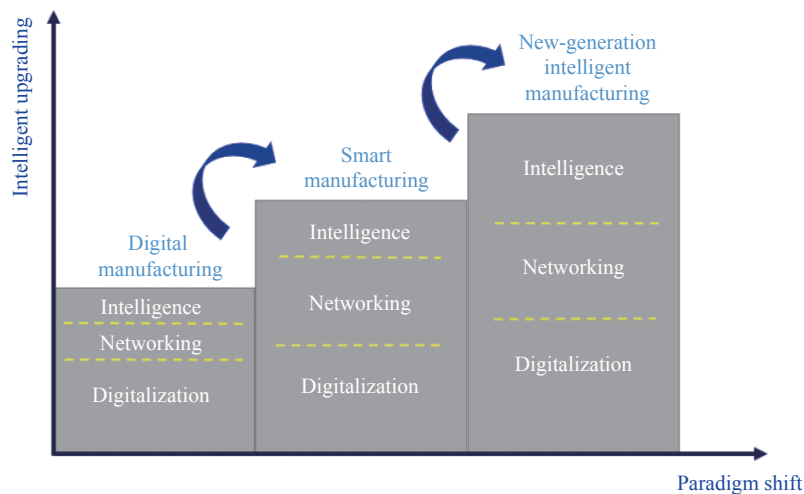 Intelligent upgrading
New-generation
intelligent
manufacturing
Smart
manufacturing
Digital
manufacturing
Intelligence
Networking
Digitalization
Intelligence
Networking
Digitalization
Intelligence
Networking
Digitalization
Paradigm shift